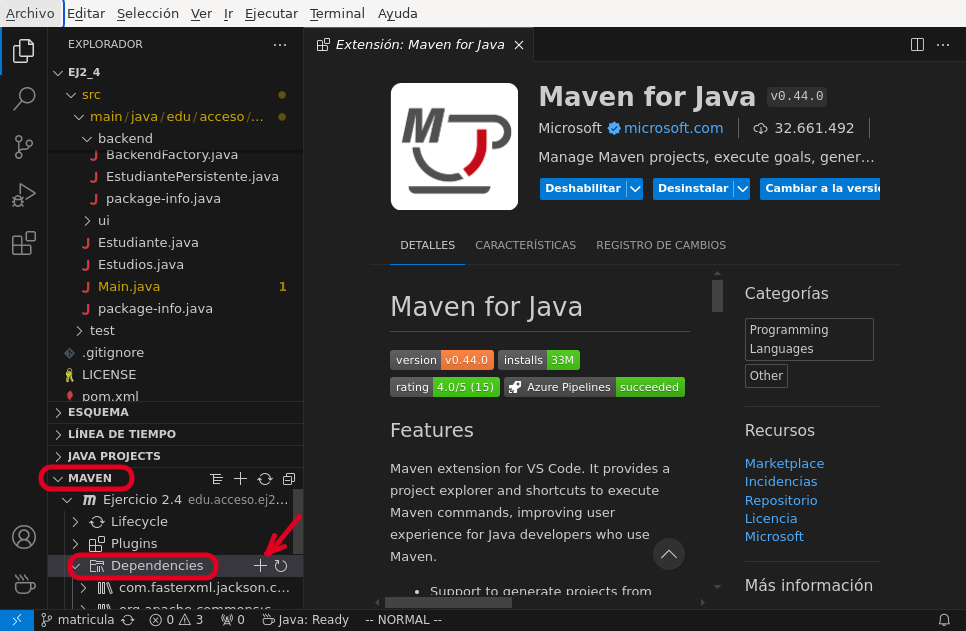 Archivo Editar Selección Ver Ir Ejecutar Terminal Ayuda
EXPLORADOR
Extensión: Maven for Java
EJ2_4
src
main / java / edu / acceso /...
backend
BackendFactory.java
EstudiantePersistente.java
package-info.java
ui
Estudiante.java
Estudios.java
Main.java 1
package-info.java
test
.gitignore
LICENSE
pom.xml
ESQUEMA
LÍNEA DE TIEMPO
JAVA PROJECTS
MAVEN
Ejercicio 2.4 edu.acceso.ej2...
Lifecycle
Plugins
Dependencies
com.fasterxml.jackson.c...
Maven for Java v0.44.0
Microsoft microsoft.com 32.661.492
Manage Maven projects, execute goals, gener...
Deshabilitar Desinstalar Cambiar a la versi
DETALLES CARACTERÍSTICAS REGISTRO DE CAMBIOS
Maven for Java
version v0.44.0 installs 33M
rating 4.0/5 (15) Azure Pipelines succeeded
Features
Maven extension for VS Code. It provides a
project explorer and shortcuts to execute
Maven commands, improving user
experience for Java developers who use
Maven.
• Support to generate projects from
Categorías
Programming
Languages
Other
Recursos
Marketplace
Incidencias
Repositorio
Licencia
Microsoft
Más información
matricula 0 3 0 Java: Ready -- NORMAL --